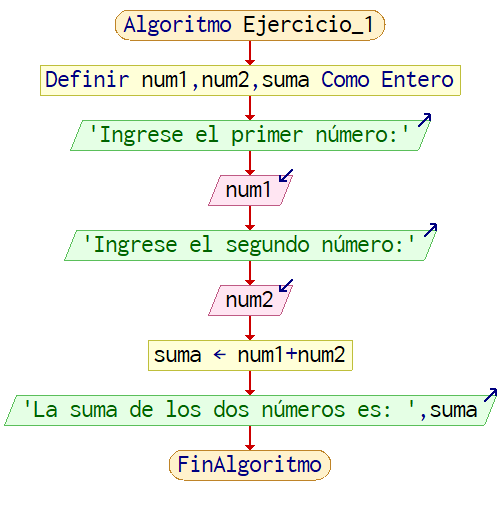 Algoritmo Ejercicio_1
Definir num1,num2,suma Como Entero
'Ingrese el primer número:'
num1
'Ingrese el segundo número:'
num2
suma ← num1+num2
'La suma de los dos números es: ',suma
FinAlgoritmo